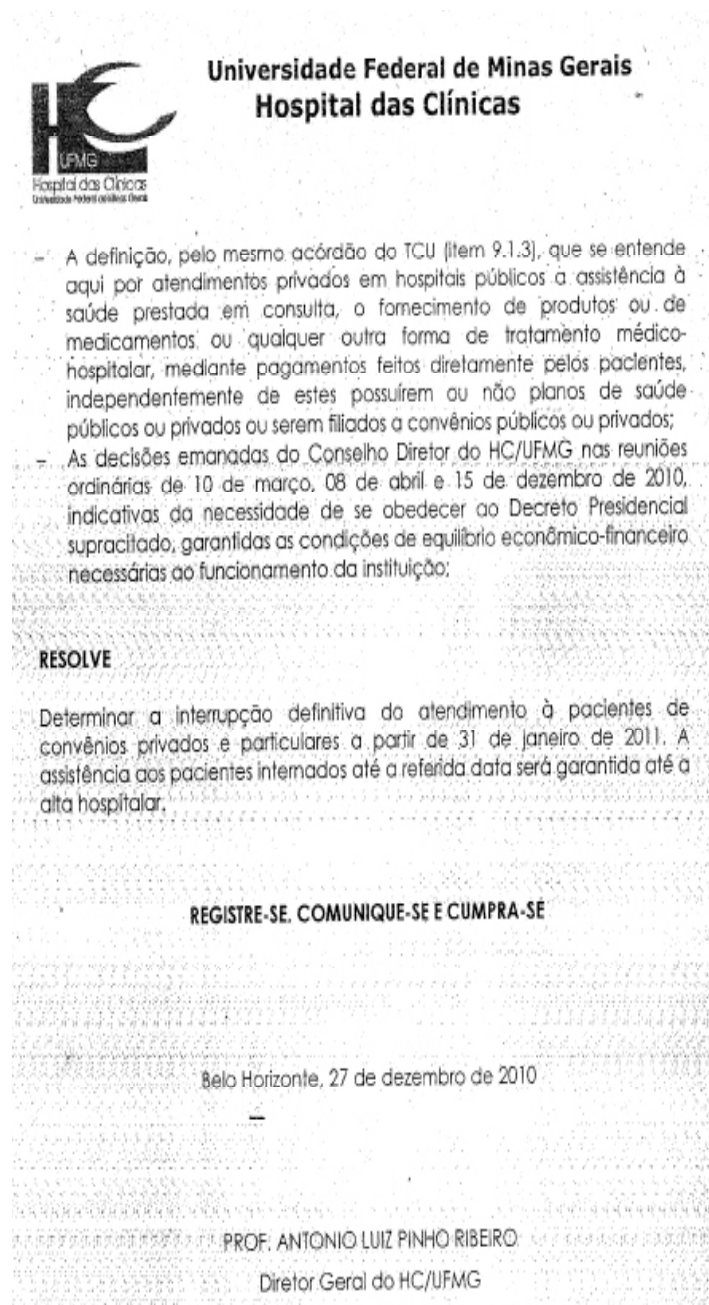 Universidade Federal de Minas Gerais
Hospital das Clínicas
HC
UFMG
Hospital das Clínicas
Universidade Federal de Minas Gerais
– A definição, pelo mesmo acórdão do TCU (item 9.1.3), que se entende
aqui por atendimentos privados em hospitais públicos a assistência à
saúde prestada em consulta, o fornecimento de produtos ou de
medicamentos ou qualquer outra forma de tratamento médico-
hospitalar, mediante pagamentos feitos diretamente pelos pacientes,
independentemente de estes possuírem ou não planos de saúde
públicos ou privados ou serem filiados a convênios públicos ou privados;
– As decisões emanadas do Conselho Diretor do HC/UFMG nas reuniões
ordinárias de 10 de março, 08 de abril e 15 de dezembro de 2010,
indicativas da necessidade de se obedecer ao Decreto Presidencial
supracitado, garantidas as condições de equilíbrio econômico-financeiro
necessárias ao funcionamento da instituição;
RESOLVE
Determinar a interrupção definitiva do atendimento à pacientes de
convênios privados e particulares a partir de 31 de janeiro de 2011. A
assistência aos pacientes internados até a referida data será garantida até a
alta hospitalar.
REGISTRE-SE, COMUNIQUE-SE E CUMPRA-SE
Belo Horizonte, 27 de dezembro de 2010
PROF. ANTONIO LUIZ PINHO RIBEIRO
Diretor Geral do HC/UFMG